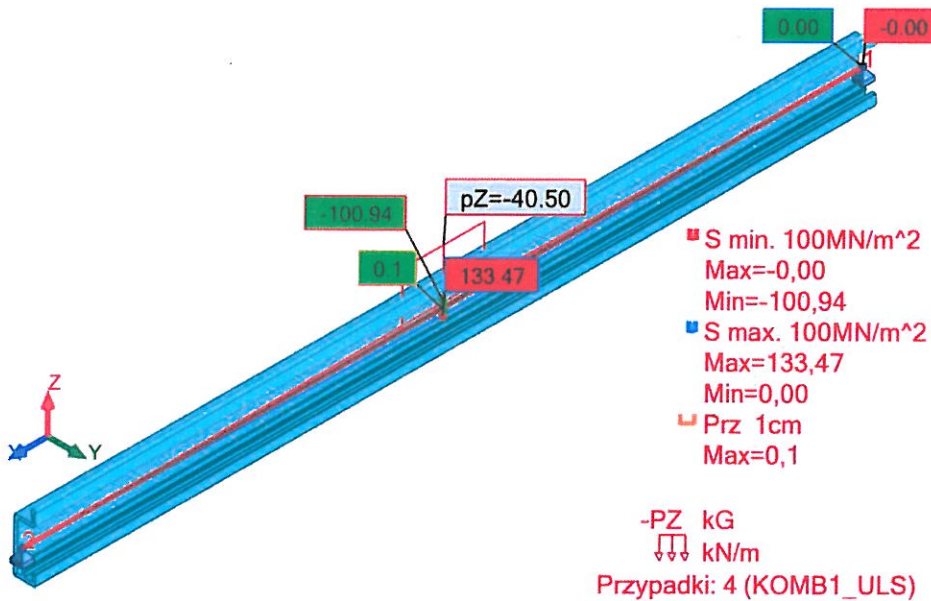 0.00
-0.00
1
pZ=-40.50
-100.94
0.1
133.47
S min. 100MN/m^2
Max=-0,00
Min=-100,94
S max. 100MN/m^2
Max=133,47
Min=0,00
Prz 1cm
Max=0,1
Z
X
Y
2
-PZ kG
kN/m
Przypadki: 4 (KOMB1_ULS)